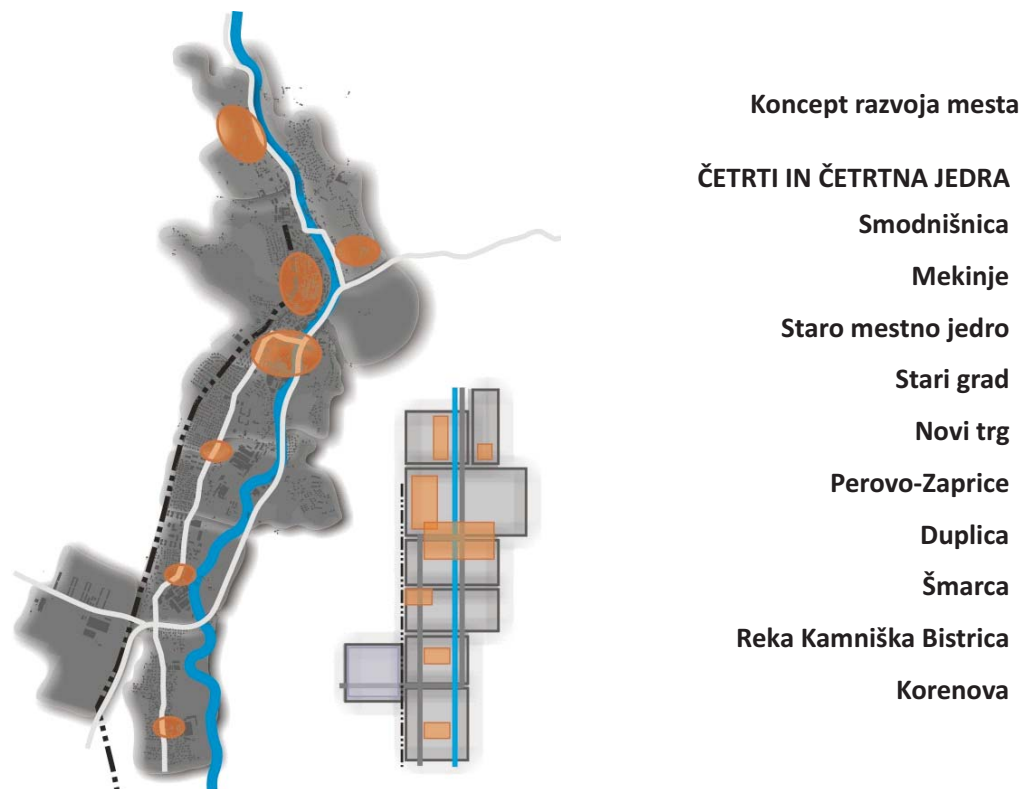 Koncept razvoja mesta
ČETRTI IN ČETRTNA JEDRA
Smodnišnica
Mekinje
Staro mestno jedro
Stari grad
Novi trg
Perovo-Zaprice
Duplica
Šmarca
Reka Kamniška Bistrica
Korenova